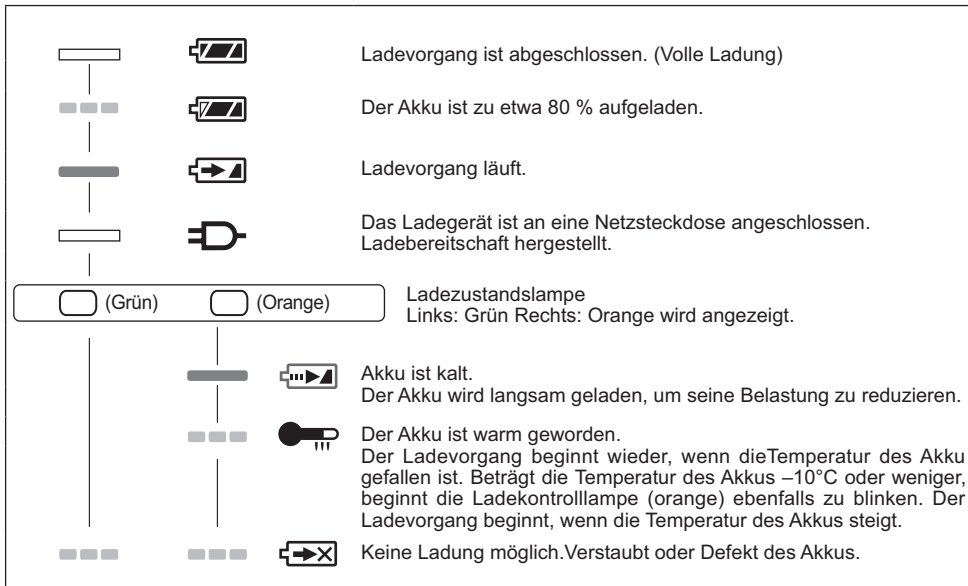 Ladevorgang ist abgeschlossen. (Volle Ladung)
Der Akku ist zu etwa 80 % aufgeladen.
Ladevorgang läuft.
Das Ladegerät ist an eine Netzsteckdose angeschlossen.
Ladebereitschaft hergestellt.
(Grün) (Orange)
Ladezustandslampe
Links: Grün Rechts: Orange wird angezeigt.
Akku ist kalt.
Der Akku wird langsam geladen, um seine Belastung zu reduzieren.
Der Akku ist warm geworden.
Der Ladevorgang beginnt wieder, wenn dieTemperatur des Akku
gefallen ist. Beträgt die Temperatur des Akkus –10°C oder weniger,
beginnt die Ladekontrolllampe (orange) ebenfalls zu blinken. Der
Ladevorgang beginnt, wenn die Temperatur des Akkus steigt.
Keine Ladung möglich.Verstaubt oder Defekt des Akkus.